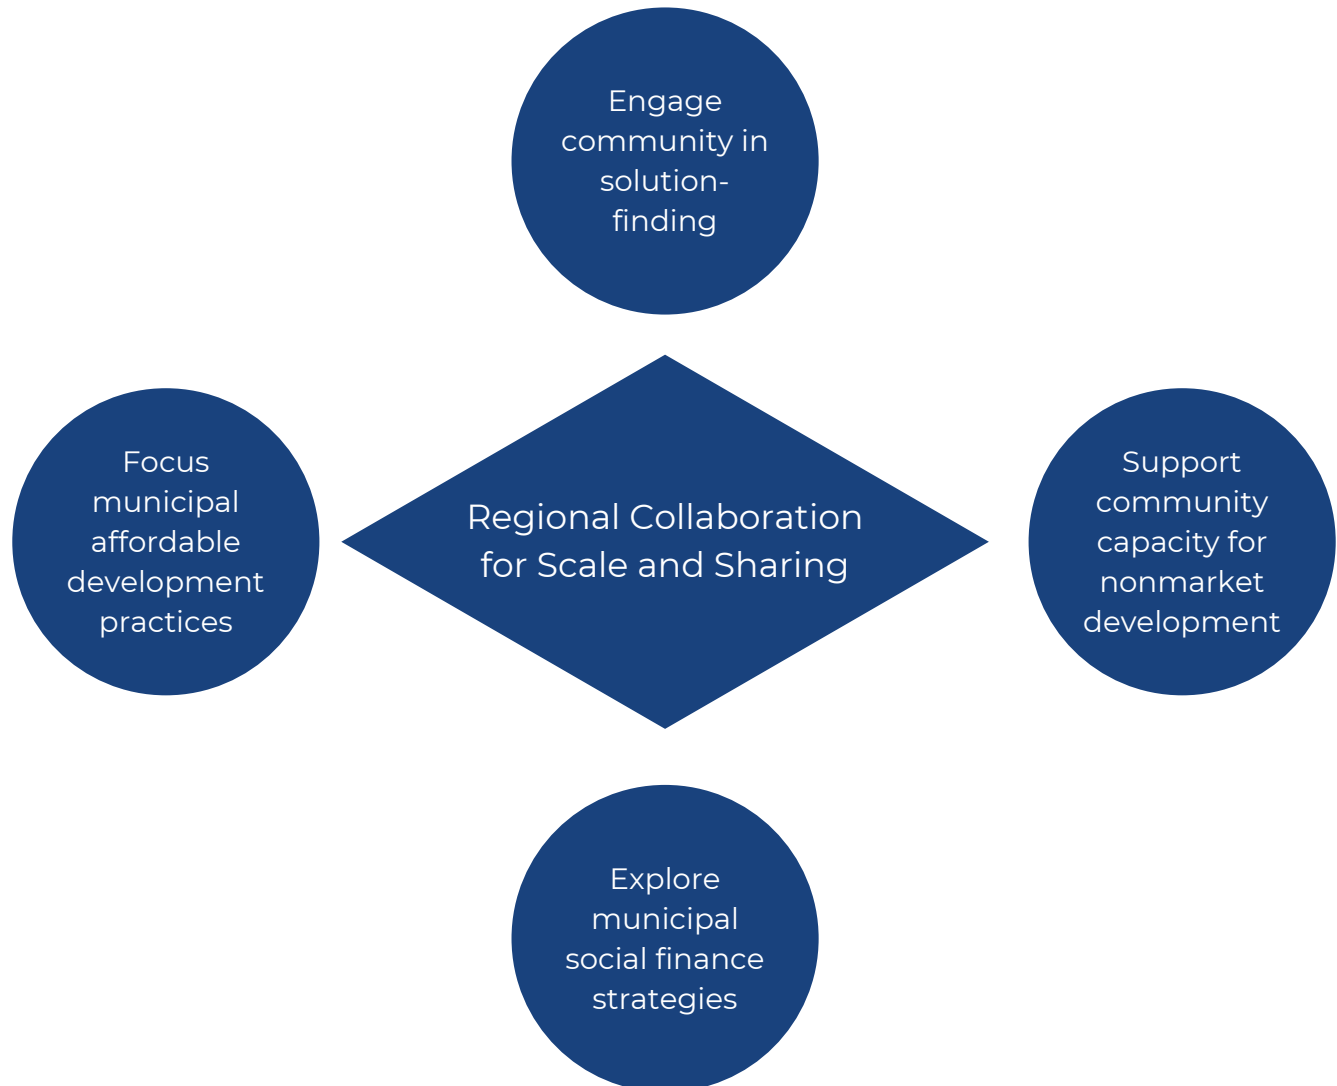 Engage
community in
solution-
finding
Focus
municipal
affordable
development
practices
Regional Collaboration
for Scale and Sharing
Support
community
capacity for
nonmarket
development
Explore
municipal
social finance
strategies